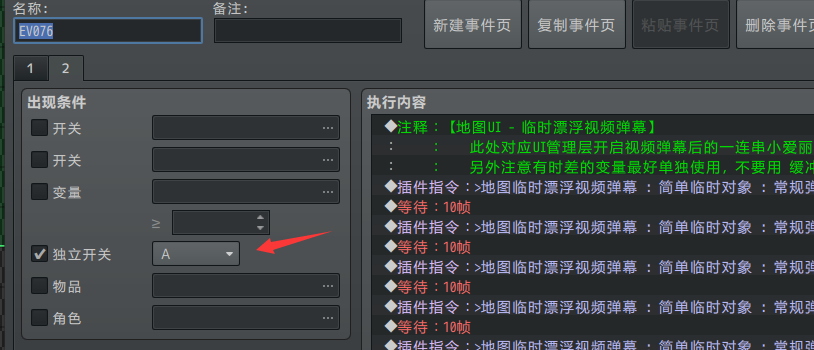 名称:
备注:
EV076
新建事件页
复制事件页
粘贴事件页
删除事件页
1
2
出现条件
开关
开关
变量
≥
独立开关
A
物品
角色
执行内容
◆注释：【地图UI - 临时漂浮视频弹幕】
：　：　此处对应UI管理层开启视频弹幕后的一连串小爱丽
：　：　另外注意有时差的变量最好单独使用，不要用 缓冲
◆插件指令：>地图临时漂浮视频弹幕 : 简单临时对象 : 常规弹
◆等待：10帧
◆插件指令：>地图临时漂浮视频弹幕 : 简单临时对象 : 常规弹
◆等待：10帧
◆插件指令：>地图临时漂浮视频弹幕 : 简单临时对象 : 常规弹
◆等待：10帧
◆插件指令：>地图临时漂浮视频弹幕 : 简单临时对象 : 常规弹
◆等待：10帧
◆插件指令：>地图临时漂浮视频弹幕 : 简单临时对象 : 常规弹